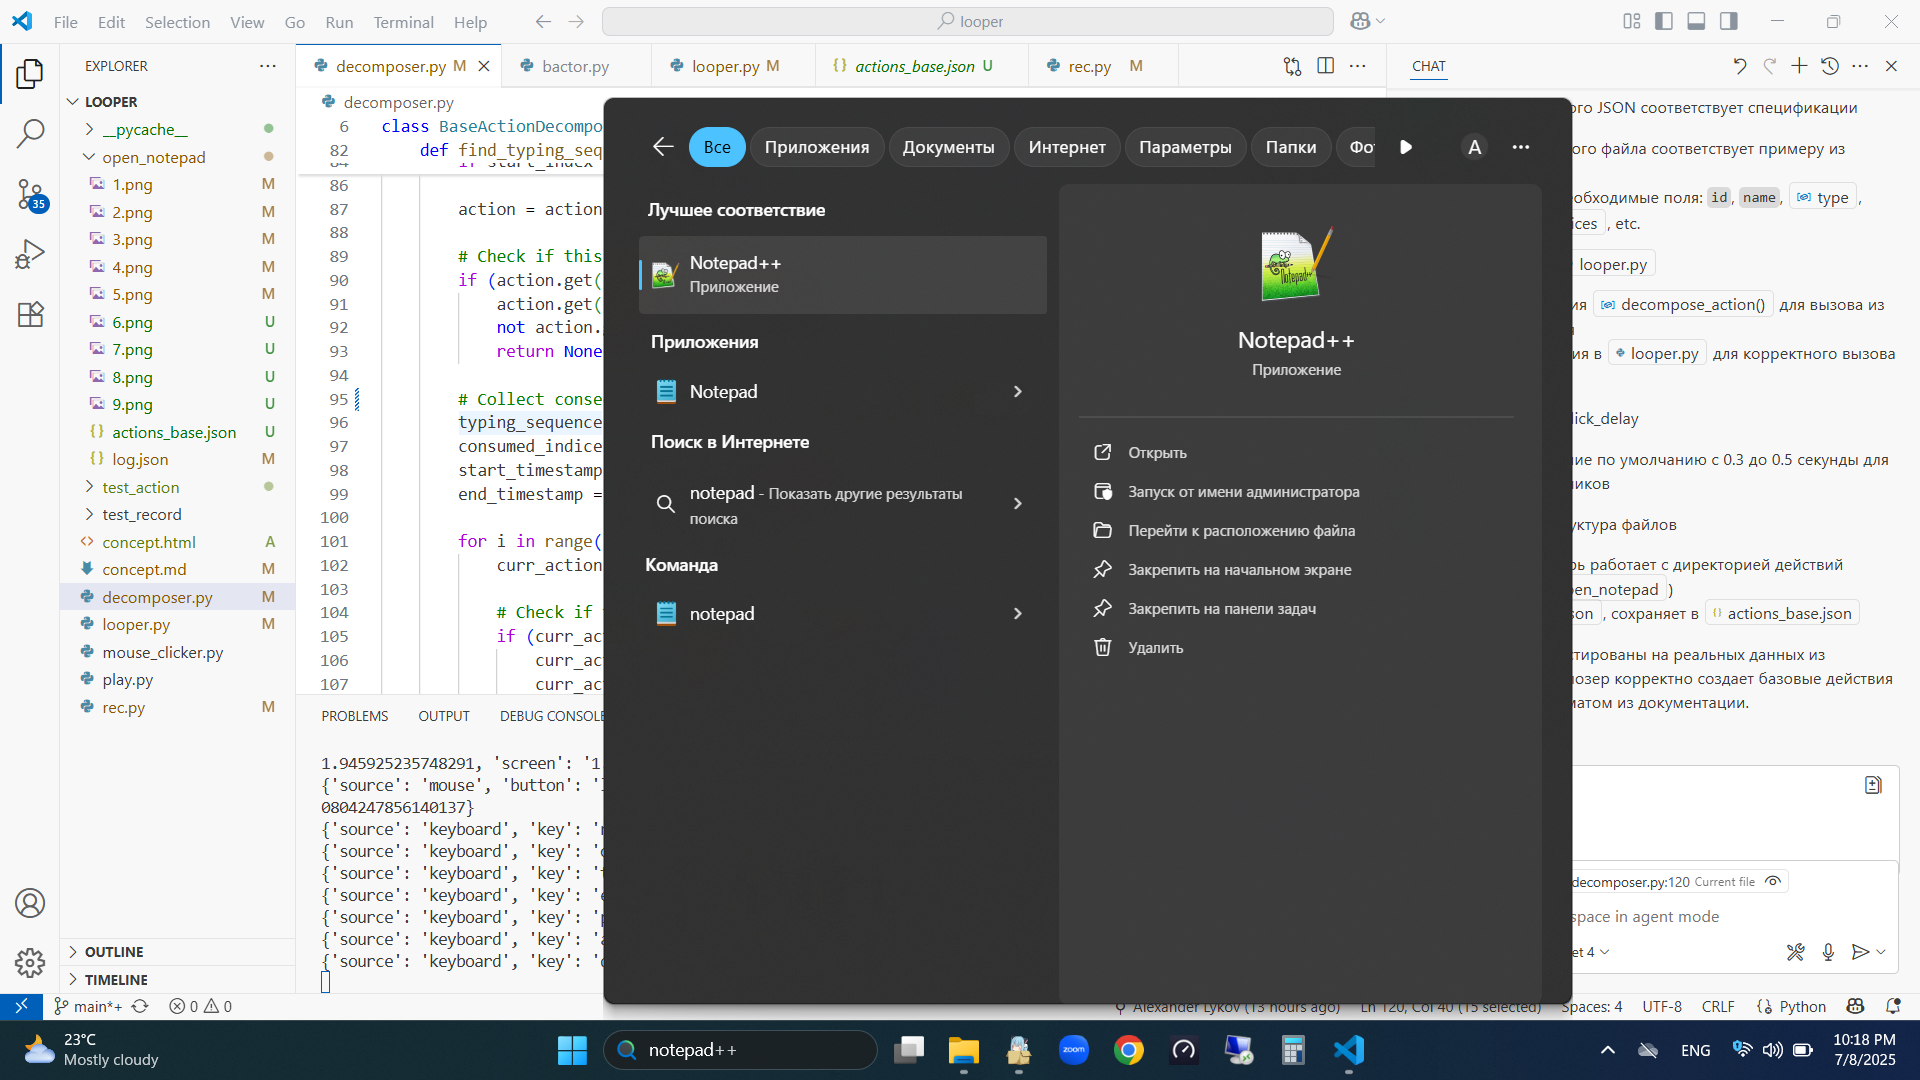 File Edit Selection View Go Run Terminal Help
looper
EXPLORER
decomposer.py M
bactor.py
looper.py M
actions_base.json U
rec.py M
CHAT
LOOPER
__pycache__
open_notepad
1.png M
2.png M
3.png M
4.png M
5.png M
6.png U
7.png U
8.png U
9.png U
actions_base.json U
log.json M
test_action
test_record
concept.html A
concept.md M
decomposer.py M
looper.py M
mouse_clicker.py
play.py
rec.py M
OUTLINE
TIMELINE
35
decomposer.py
6 class BaseActionDecompo
82 def find_typing_seq
84 if start_index
86
87 action = action
88
89 # Check if this
90 if (action.get(
91 action.get(
92 not action.
93 return None
94
95 # Collect conse
96 typing_sequence
97 consumed_indice
98 start_timestamp
99 end_timestamp =
100
101 for i in range(
102 curr_action
103
104 # Check if
105 if (curr_ac
106 curr_ac
107 curr_ac
PROBLEMS OUTPUT DEBUG CONSOLE
1.945925235748291, 'screen': '1.
{'source': 'mouse', 'button': '
0804247856140137}
{'source': 'keyboard', 'key': '
{'source': 'keyboard', 'key': '
{'source': 'keyboard', 'key': '
{'source': 'keyboard', 'key': '
{'source': 'keyboard', 'key': '
{'source': 'keyboard', 'key': '
{'source': 'keyboard', 'key': '
Все Приложения Документы Интернет Параметры Папки Фо
A
Лучшее соответствие
Notepad++
Приложение
Приложения
Notepad
Поиск в Интернете
notepad - Показать другие результаты
поиска
Команда
notepad
Notepad++
Notepad++
Приложение
Открыть
Запуск от имени администратора
Перейти к расположению файла
Закрепить на начальном экране
Закрепить на панели задач
Удалить
ого JSON соответствует спецификации
ого файла соответствует примеру из
еобходимые поля: id, name, type,
ices, etc.
looper.py
ия decompose_action() для вызова из
ия в looper.py для корректного вызова
lick_delay
ие по умолчанию с 0.3 до 0.5 секунды для
иков
уктура файлов
рь работает с директорией действий
en_notepad )
son, сохраняет в actions_base.json
тированы на реальных данных из
озер корректно создает базовые действия
матом из документации.
decomposer.py:120 Current file
space in agent mode
et 4
main*+
0 0
Alexander Lykov (13 hours ago) Ln 120, Col 40 (15 selected) Spaces: 4 UTF-8 CRLF Python
23°C
Mostly cloudy
notepad++
zoom
ENG
10:18 PM
7/8/2025